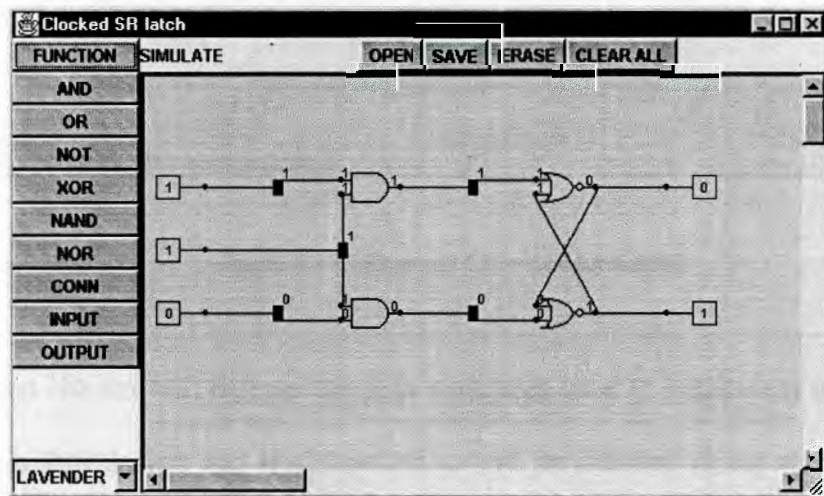 Clocked SR latch
FUNCTION SIMULATE OPEN SAVE ERASE CLEAR ALL
AND
OR
NOT
XOR
NAND
NOR
CONN
INPUT
OUTPUT
1 1 1 1 1 1 1 0 0
1 1
0 0 1 0 0 0 0 0 1 1
LAVENDER